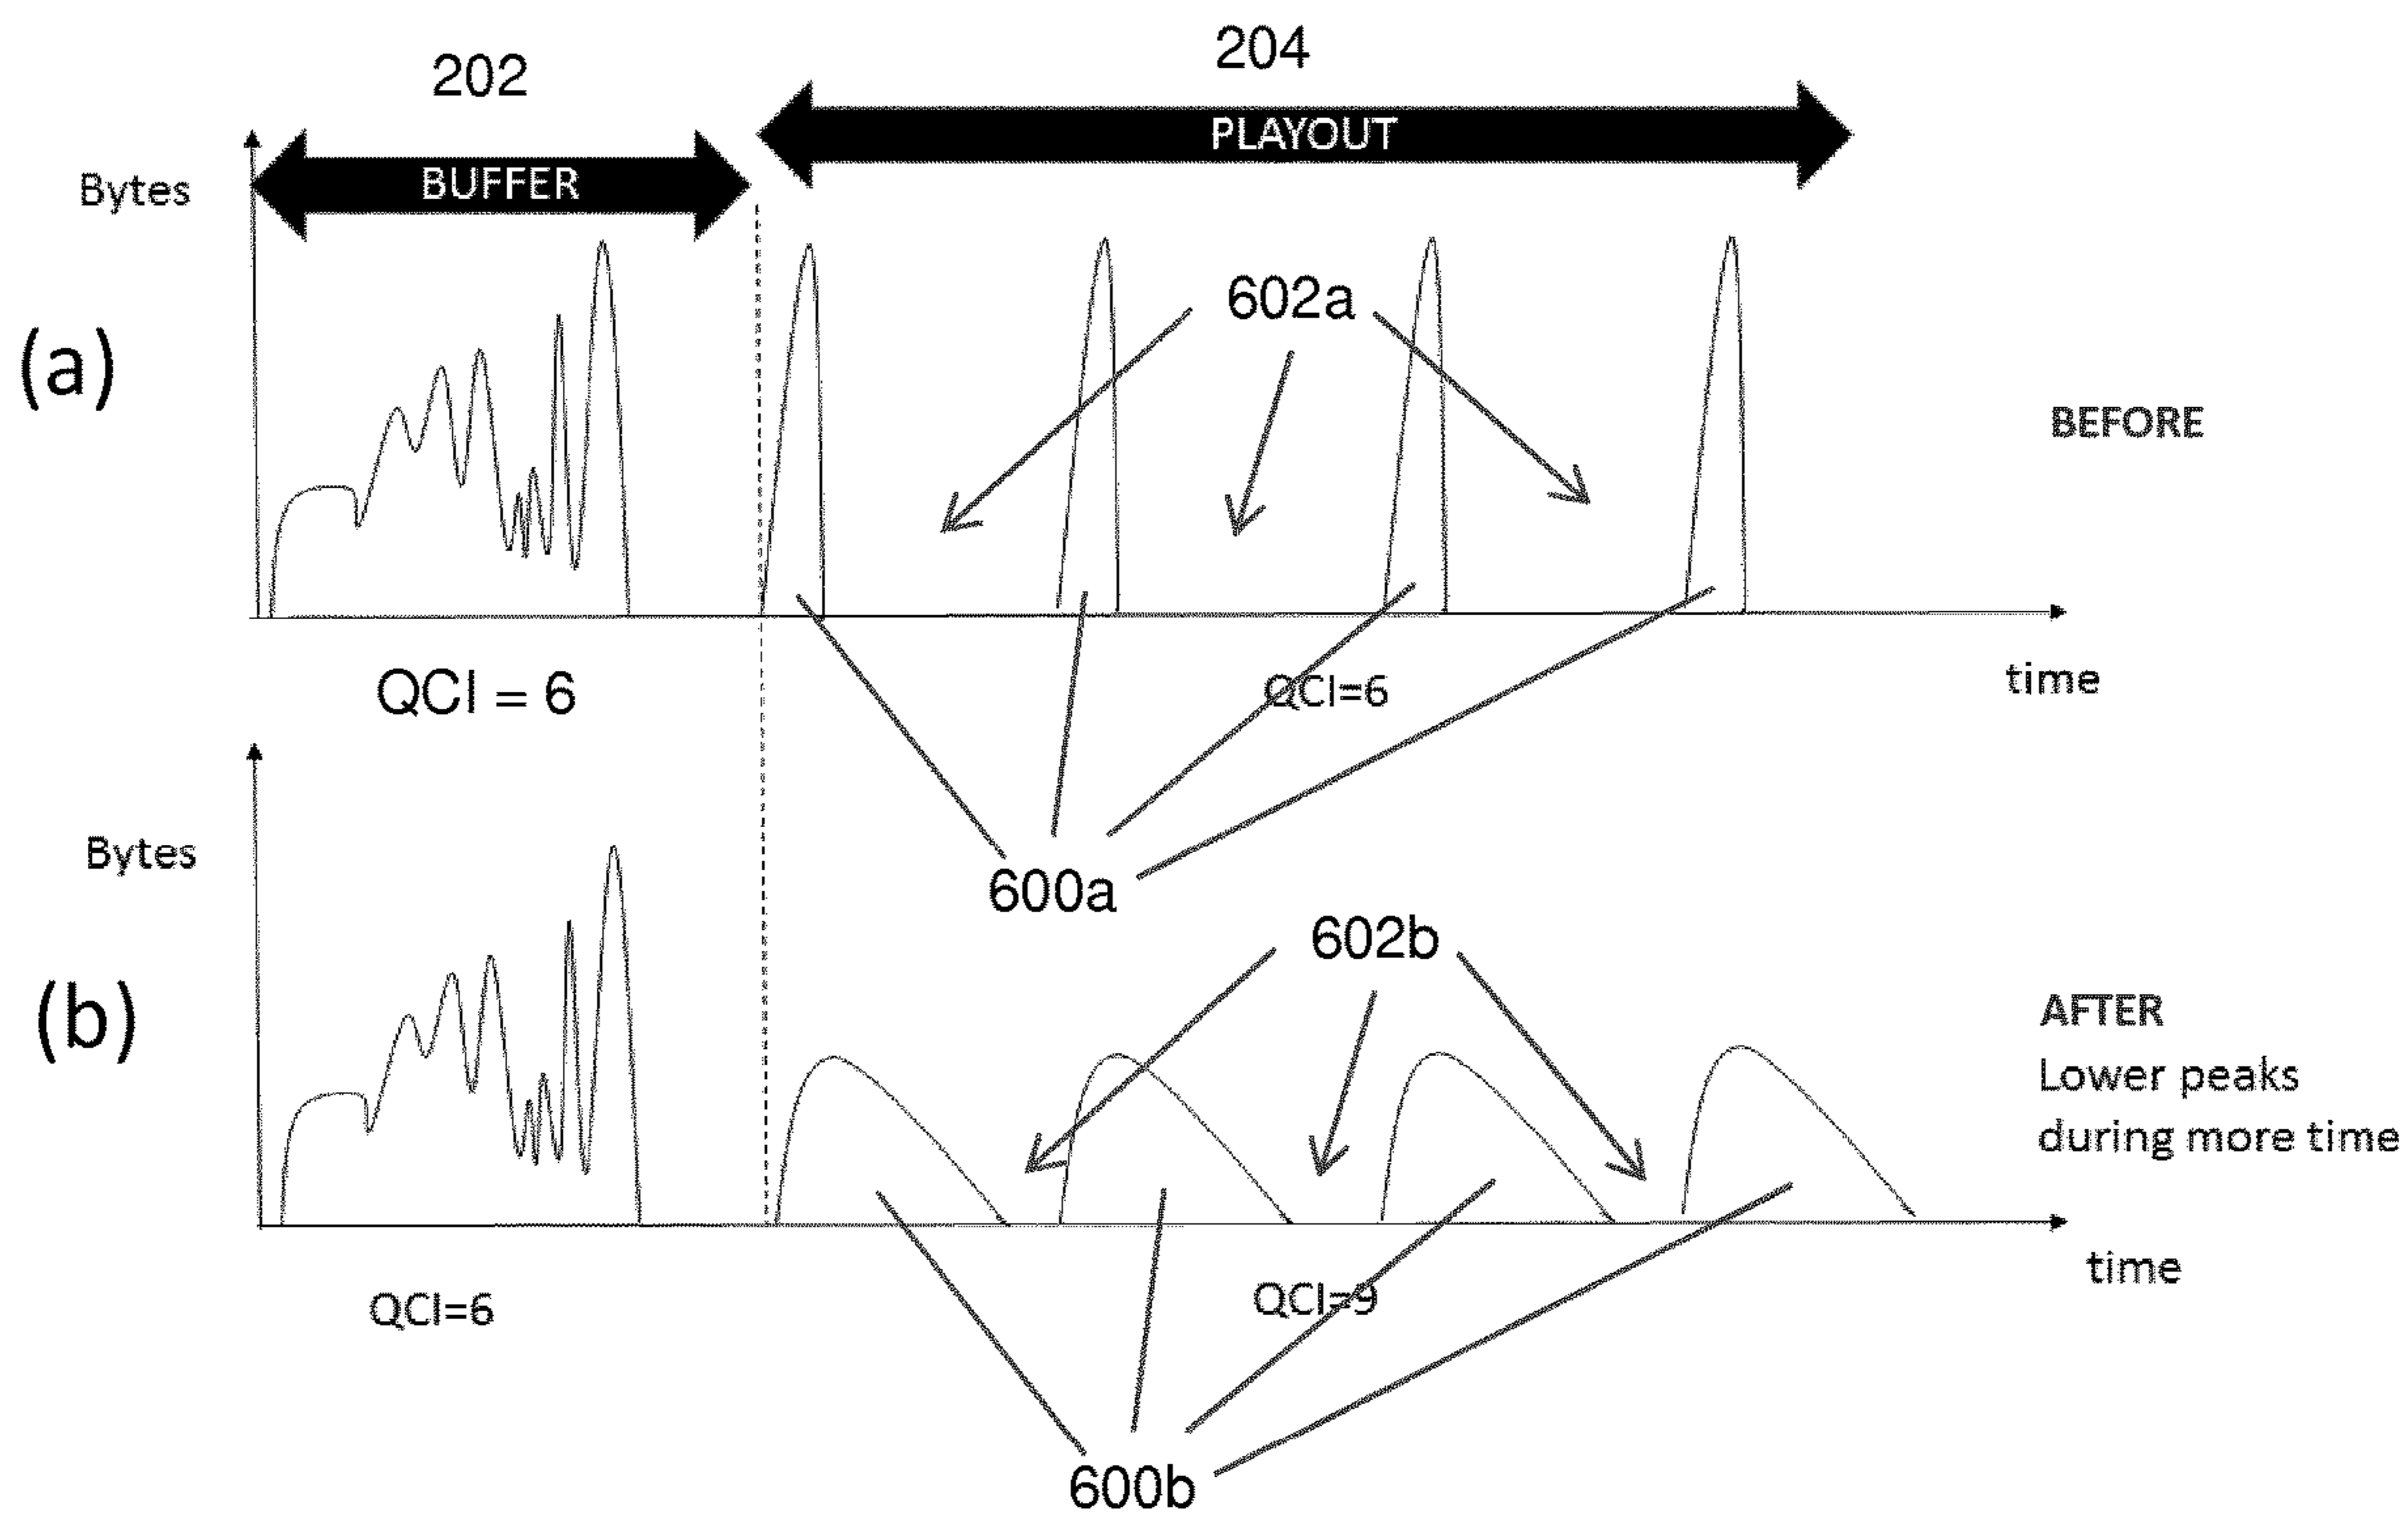 204
202
PLAYOUT
BUFFER
Bytes
602a
(a)
BEFORE
QCI = 6
QCI=6
time
Bytes
600a
602b
(b)
AFTER
Lower peaks
during more time
time
QCI=6
QCI=9
600b